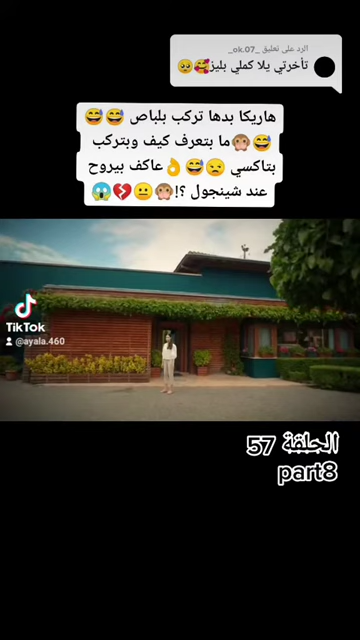 الرد على تعليق _ok.07_
تأخرتي يلا كملي بليز🥰🥺
هاريكا بدها تركب بلباص 😅😅
😅🙊ما بتعرف كيف وبتركب
بتاكسي 😒😅👌عاكف بيروح
عند شينجول ؟!🙊😐💔😱
TikTok
@ayala.460
الحلقة 57
part8